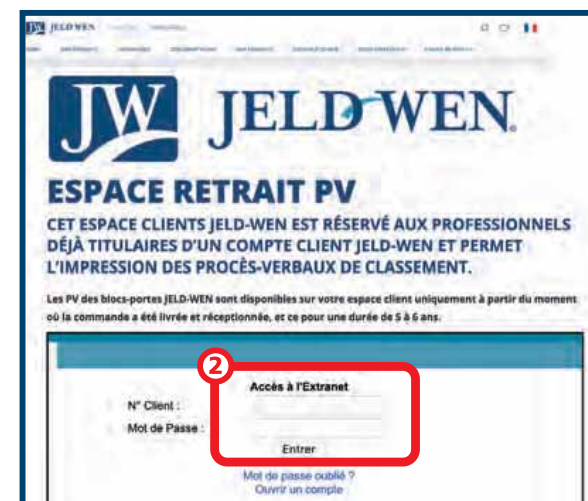 JW JELD-WEN
JW JELD-WEN®
ESPACE RETRAIT PV
CET ESPACE CLIENTS JELD-WEN EST RÉSERVÉ AUX PROFESSIONNELS
DÉJÀ TITULAIRES D'UN COMPTE CLIENT JELD-WEN ET PERMET
L'IMPRESSION DES PROCÈS-VERBAUX DE CLASSEMENT.
Les PV des blocs-portes JELD-WEN sont disponibles sur votre espace client uniquement à partir du moment
où la commande a été livrée et réceptionnée, et ce pour une durée de 5 à 6 ans.
2
Accès à l'Extranet
N° Client :
Mot de Passe :
Entrer
Mot de passe oublié ?
Ouvrir un compte